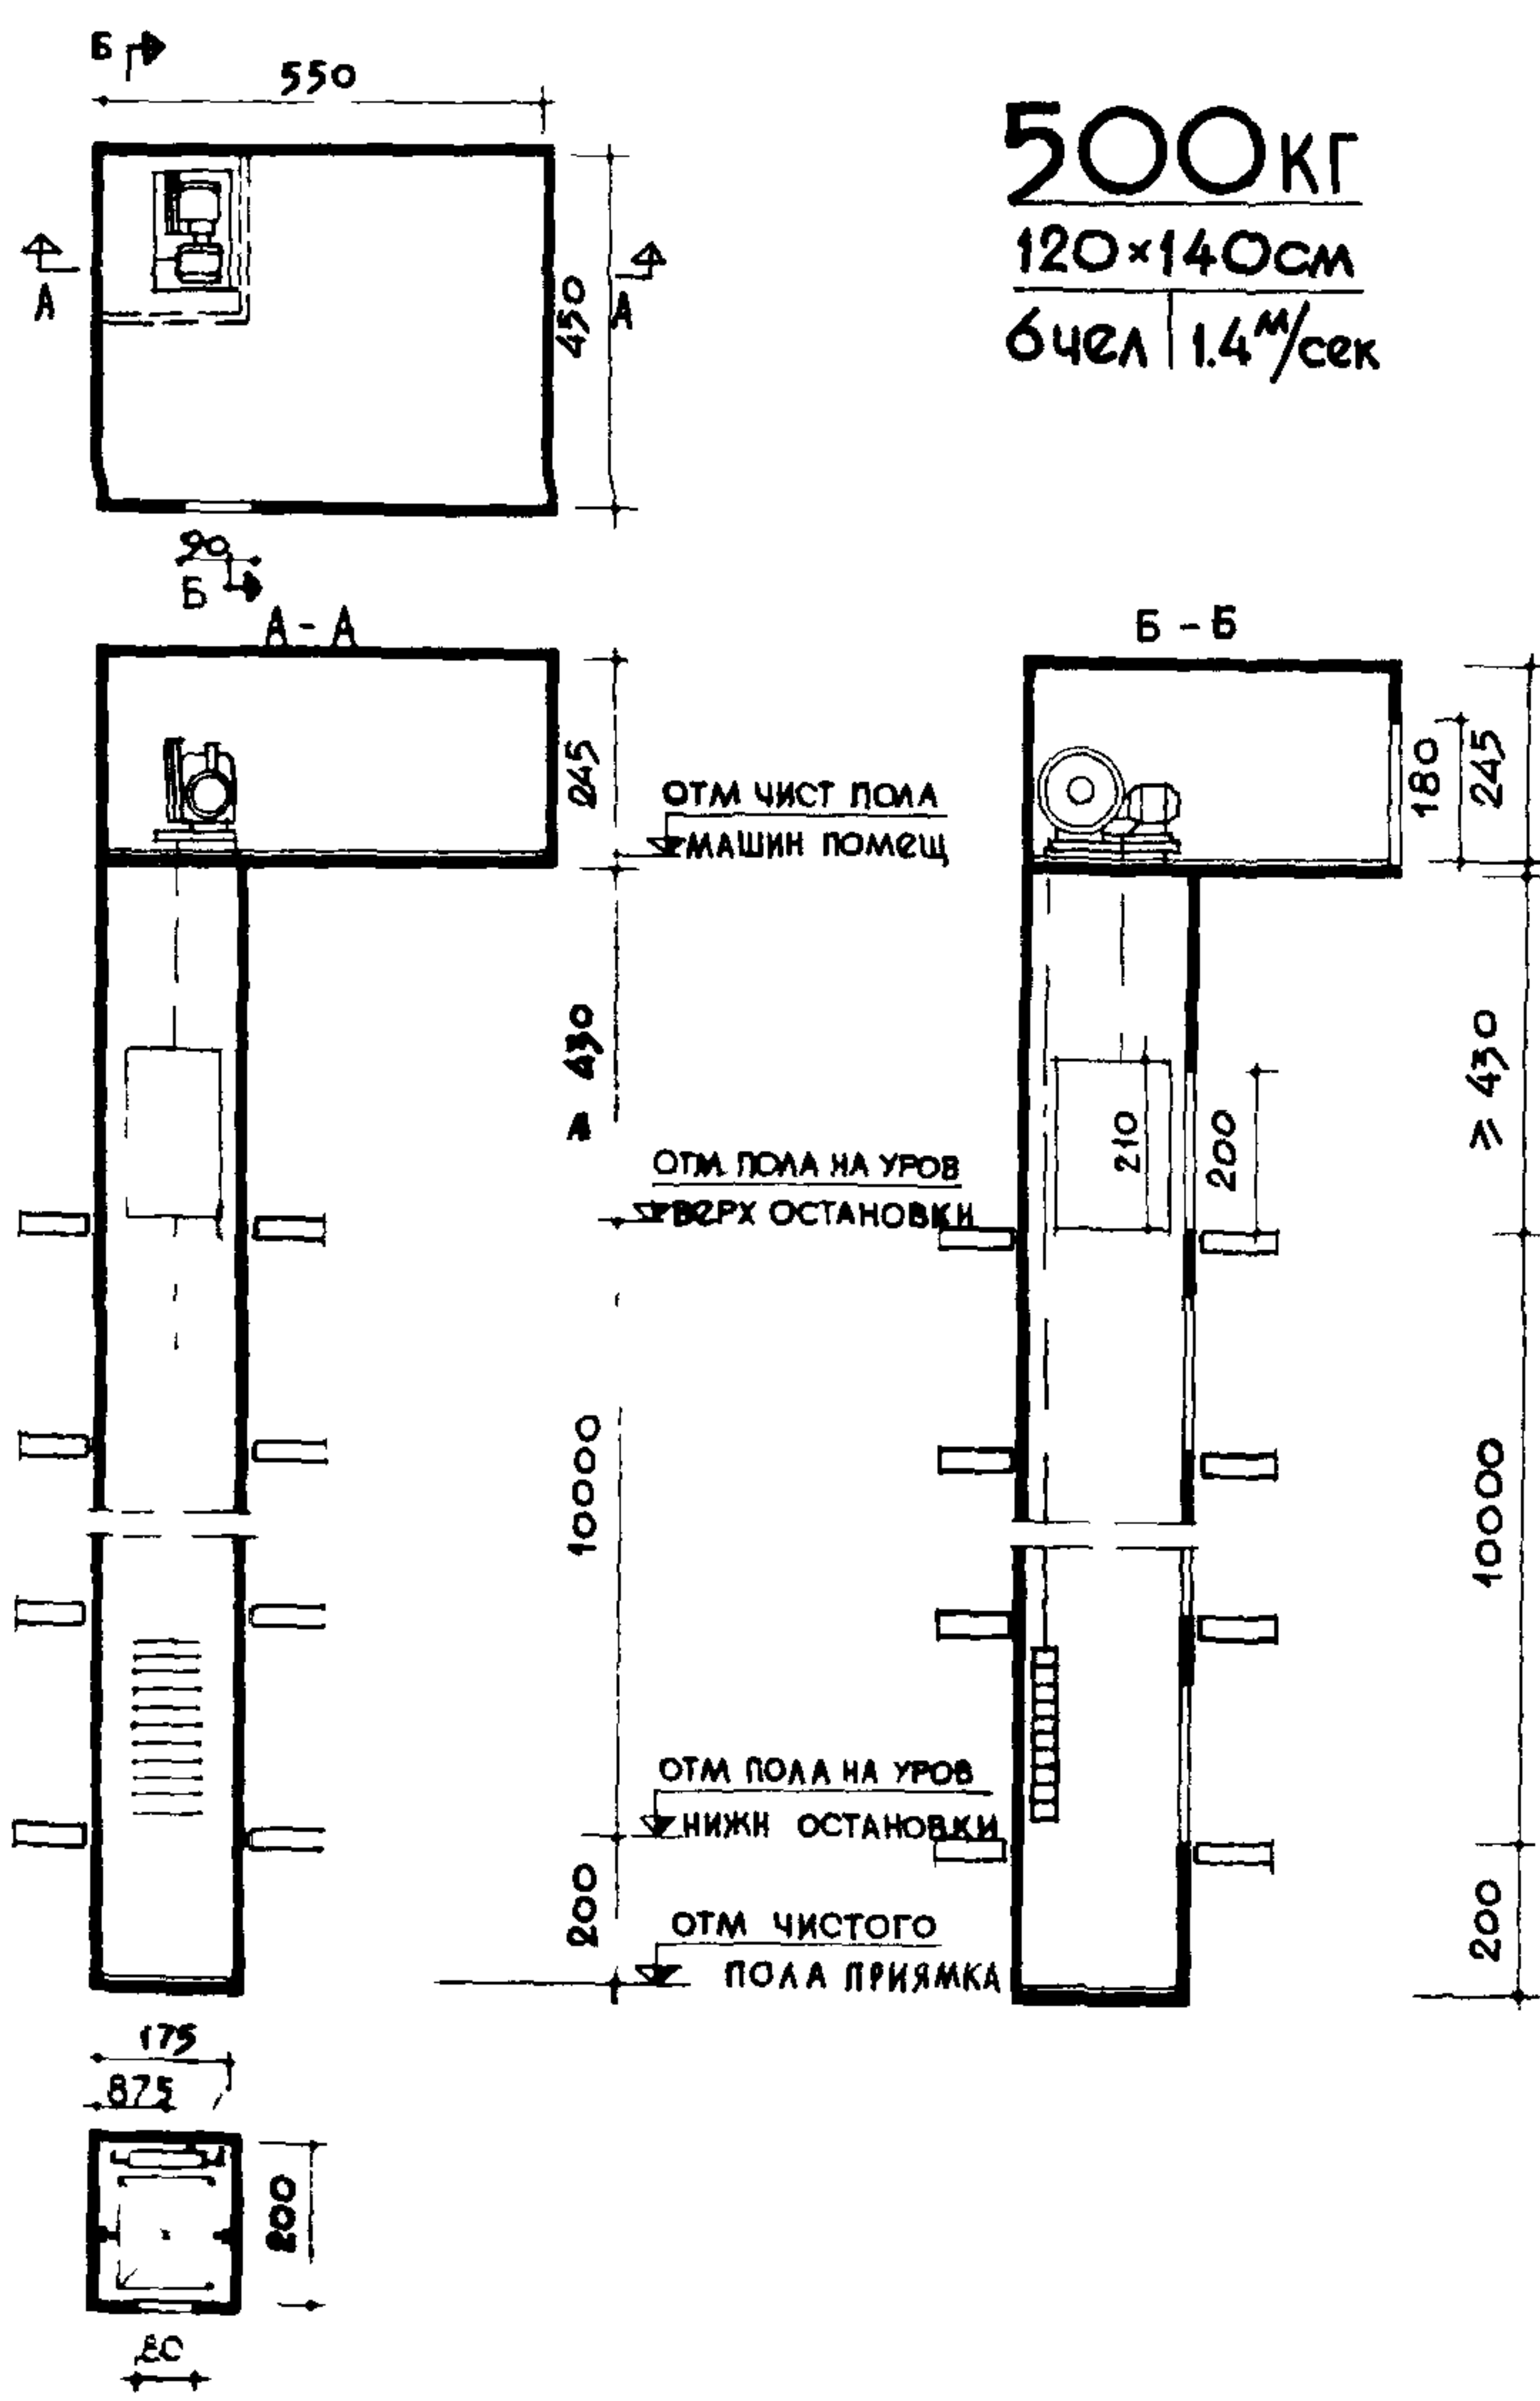 Б
550
500кг
120×140см
6чел 1.4м/сек
А
450
А
90
Б
А-А
Б-Б
245
ОТМ ЧИСТ ПОЛА
МАШИН ПОМЕЩ
180
245
430
≥ 430
210
200
ОТМ. ПОЛА НА УРОВ
ВЕРХ ОСТАНОВКИ
10000
10000
ОТМ ПОЛА НА УРОВ
НИЖН ОСТАНОВКИ
200
ОТМ ЧИСТОГО
ПОЛА ПРИЯМКА
200
175
875
200
80